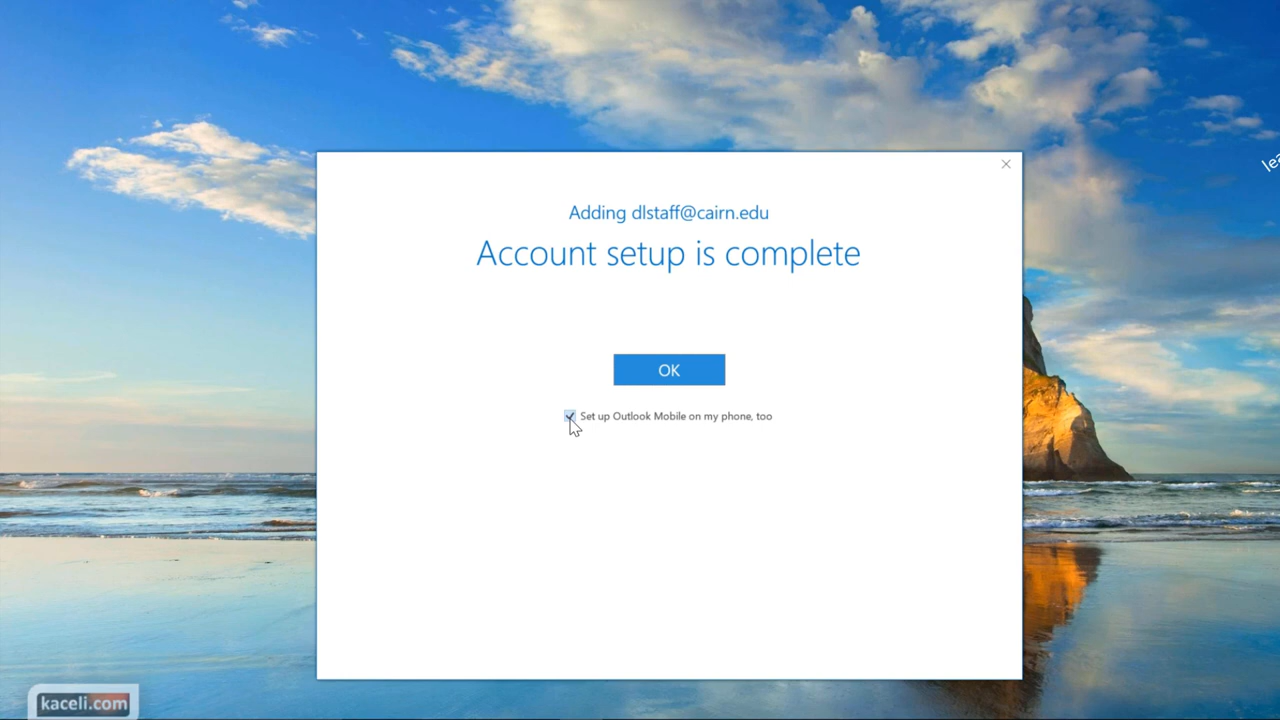 Adding dlstaff@cairn.edu
Account setup is complete
OK
Set up Outlook Mobile on my phone, too
kaceli.com